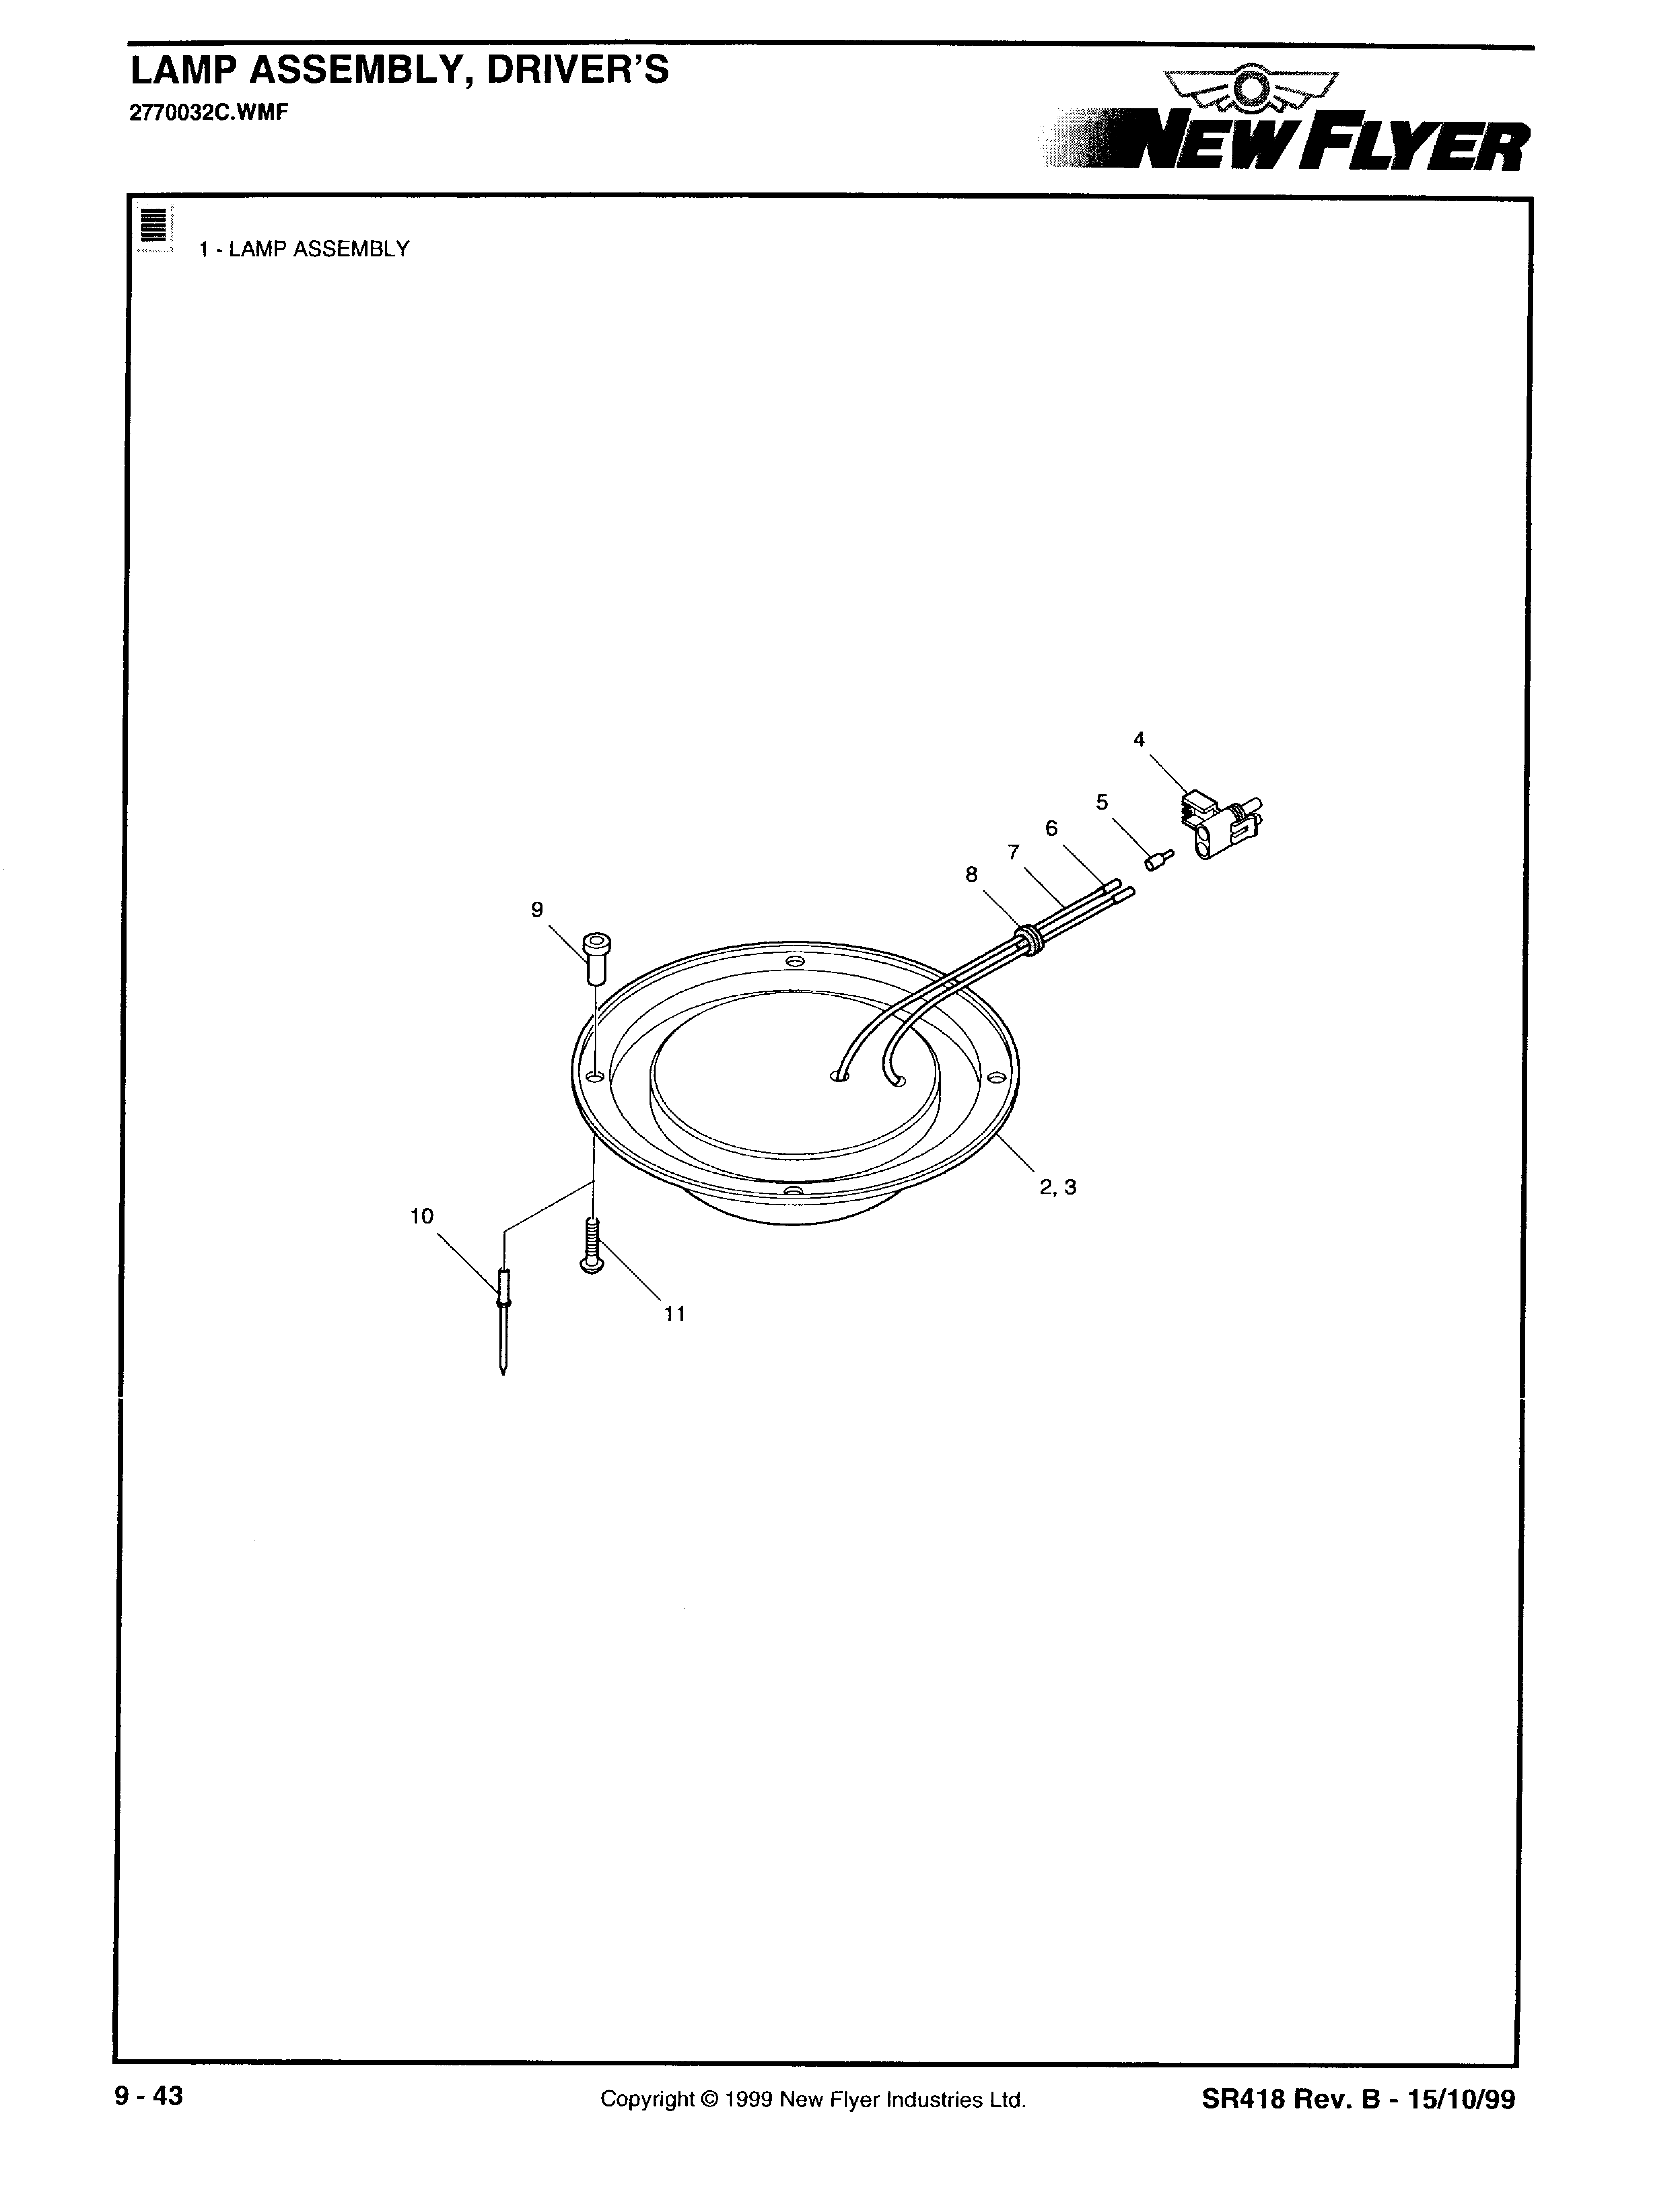 LAMP ASSEMBLY, DRIVER'S
2770032C.WMF
NEW FLYER
1 - LAMP ASSEMBLY
4
5
6
7
8
9
2, 3
10
11
9 - 43
Copyright © 1999 New Flyer Industries Ltd.
SR418 Rev. B - 15/10/99